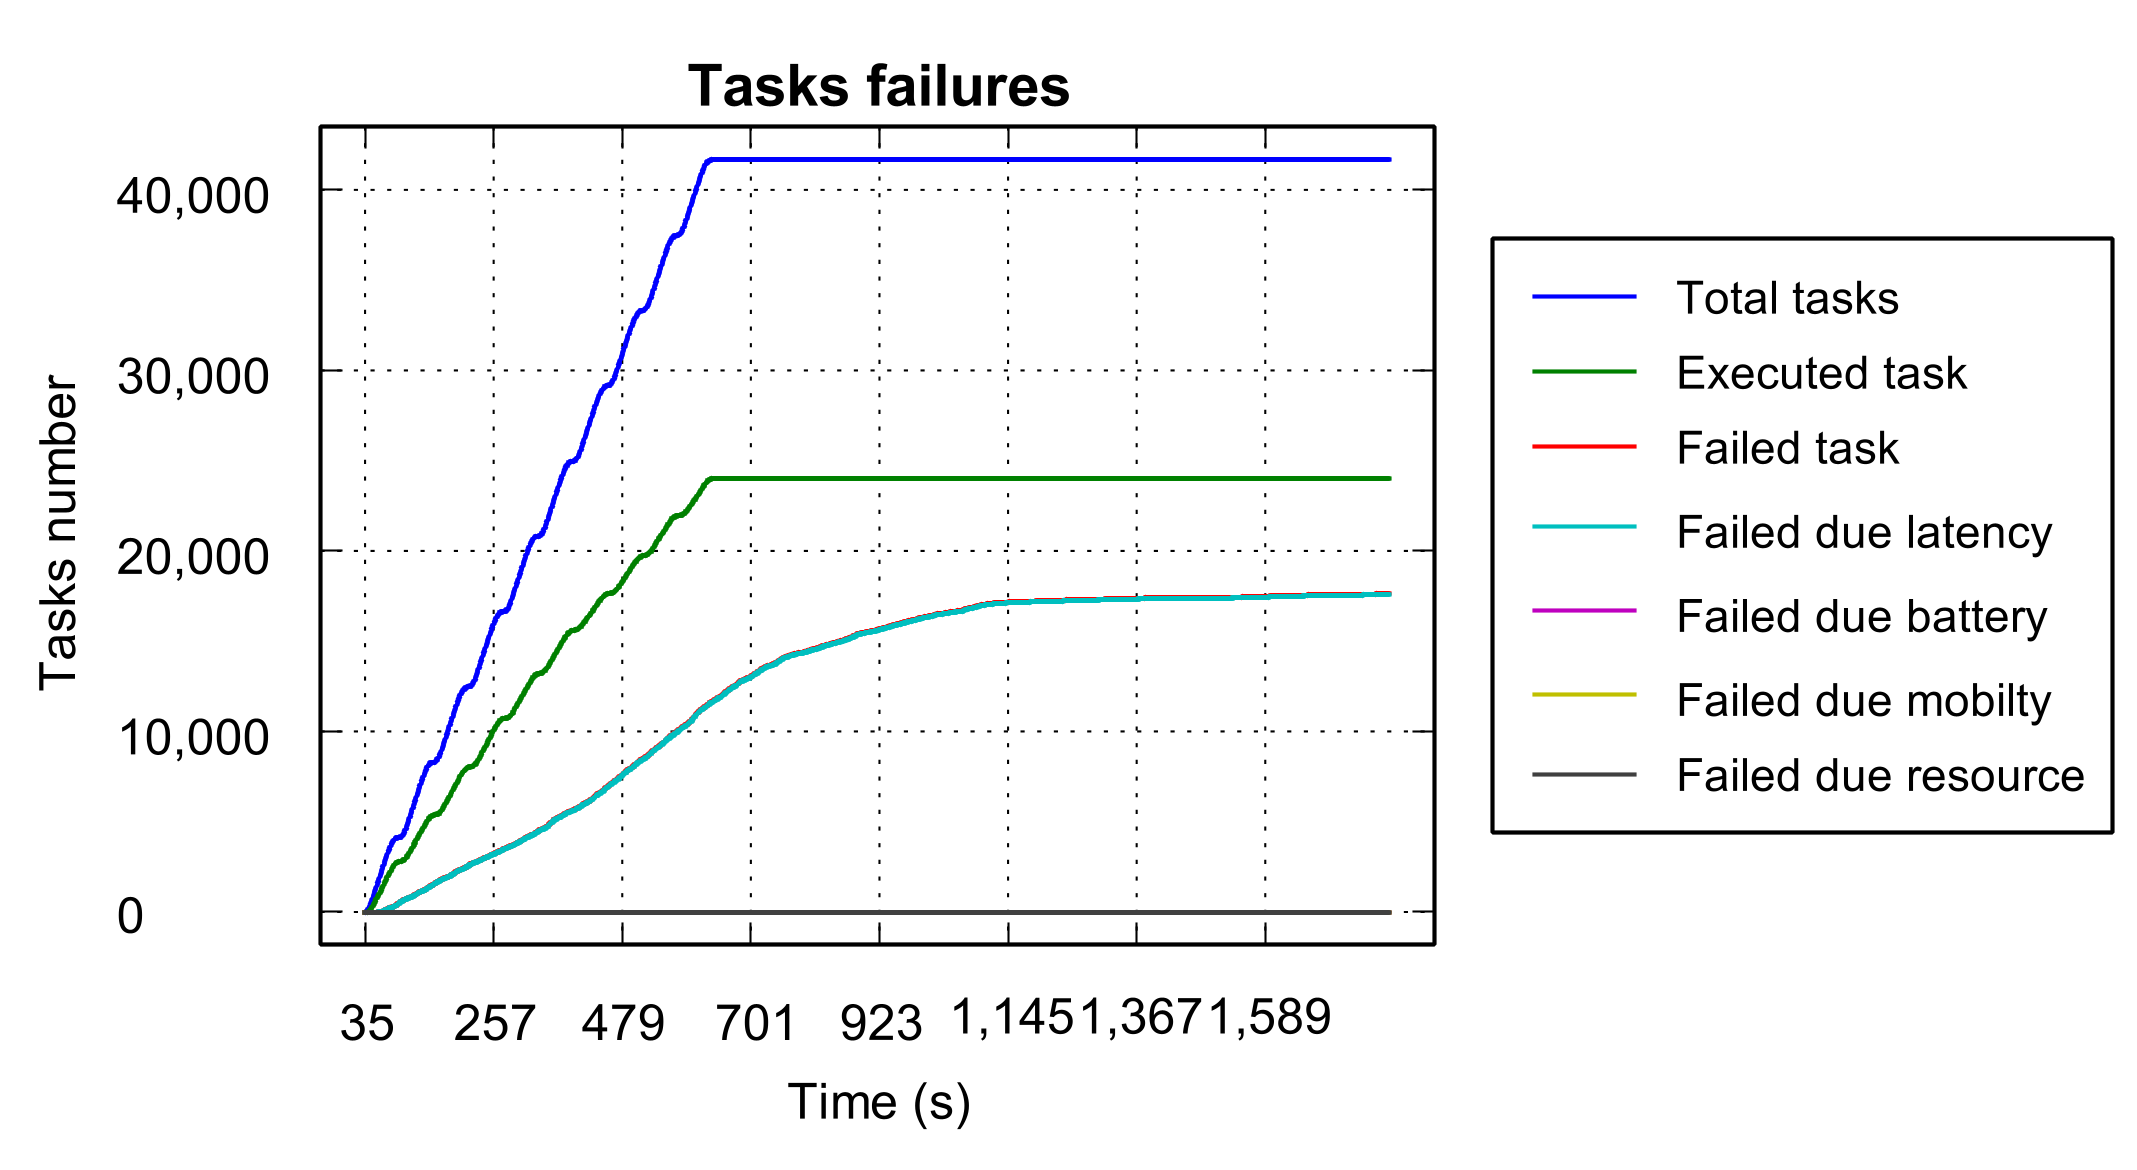 Tasks failures
40,000
30,000
20,000
10,000
0
Tasks number
35 257 479 701 923 1,145 1,367 1,589
Time (s)
Total tasks
Executed task
Failed task
Failed due latency
Failed due battery
Failed due mobilty
Failed due resource